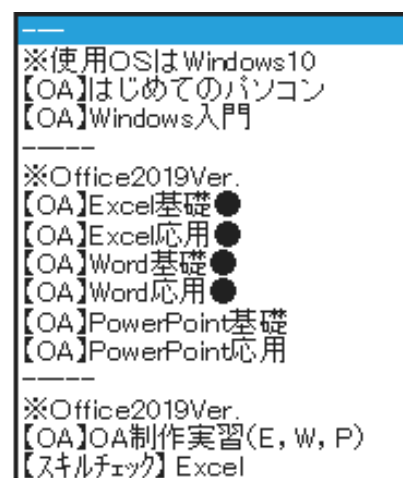 ---
※使用OSはWindows10
【OA】はじめてのパソコン
【OA】Windows入門
-----
※Office2019Ver.
【OA】Excel基礎●
【OA】Excel応用●
【OA】Word基礎●
【OA】Word応用●
【OA】PowerPoint基礎
【OA】PowerPoint応用
-----
※Office2019Ver.
【OA】OA制作実習(E, W, P)
【ｽｷﾙﾁｪｯｸ】Excel